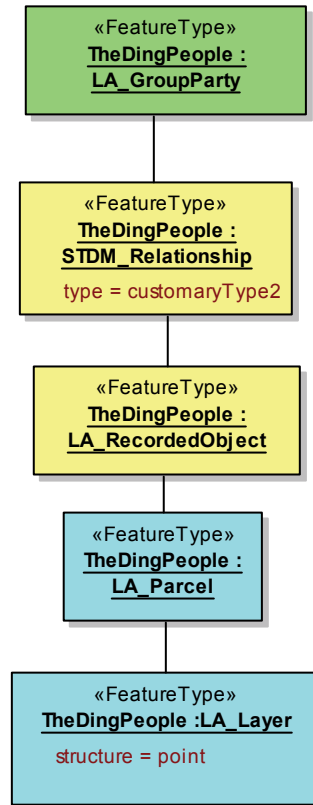 «FeatureType»
TheDingPeople :
LA_GroupParty
«FeatureType»
TheDingPeople :
STDM_Relationship
type = customaryType2
«FeatureType»
TheDingPeople :
LA_RecordedObject
«FeatureType»
TheDingPeople :
LA_Parcel
«FeatureType»
TheDingPeople :LA_Layer
structure = point